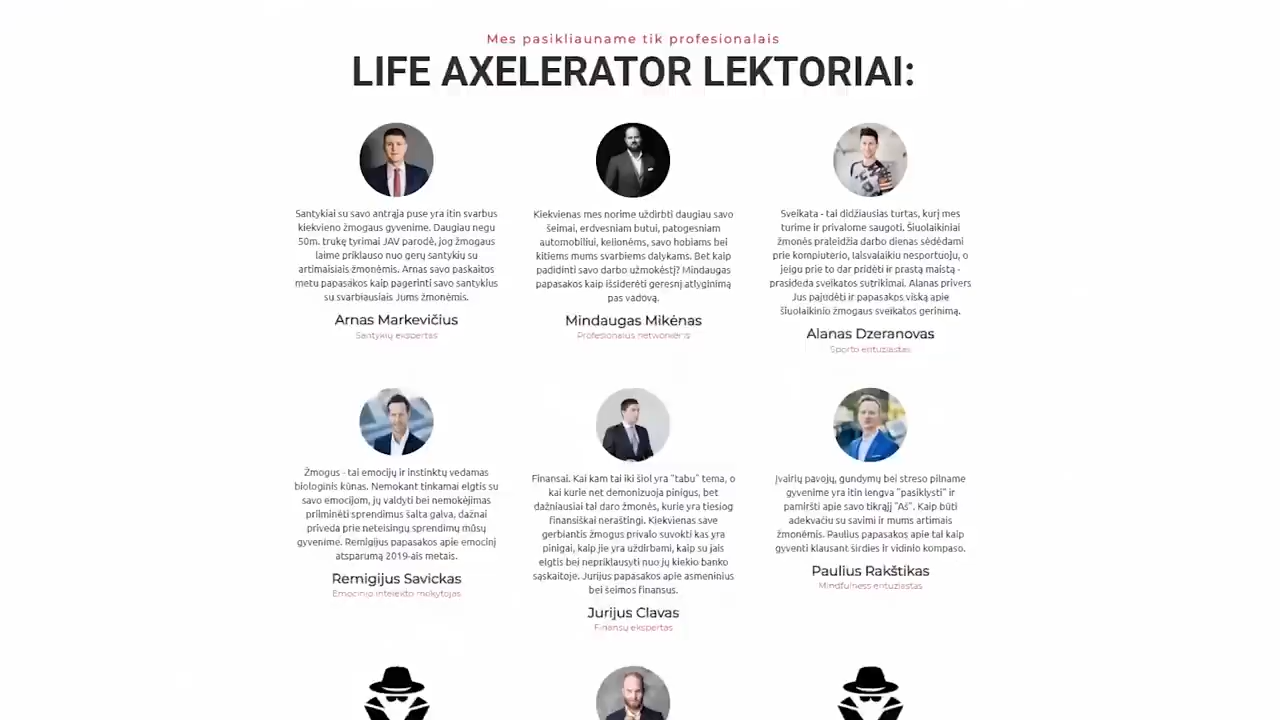 Mes pasikliauname tik profesionalais
LIFE AXELERATOR LEKTORIAI:
Santykiai su savo antrąja puse yra itin svarbus
kiekvieno žmogaus gyvenime. Daugiau negu
50m. trukę tyrimai JAV parodė, jog žmogaus
laimė priklauso nuo gerų santykių su
artimaisiais žmonėmis. Arnas savo paskaitos
metu papasakos kaip pagerinti savo santykius
su svarbiausiais Jums žmonėmis.
Arnas Markevičius
Santykių ekspertas
Kiekvienas mes norime uždirbti daugiau savo
šeimai, erdvesniam butui, patogesniam
automobiliui, kelionėms, savo hobiams bei
kitiems mums svarbiems dalykams. Bet kaip
padidinti savo darbo užmokestį? Mindaugas
papasakos kaip išsiderėti geresnį atlyginimą
pas vadovą.
Mindaugas Mikėnas
Profesionalus networker'is
Sveikata - tai didžiausias turtas, kurį mes
turime ir privalome saugoti. Šiuolaikiniai
žmonės praleidžia darbo dienas sėdėdami
prie kompiuterio, laisvalaikiu nesportuoju, o
jeigu prie to dar pridėti ir prastą maistą -
prasideda sveikatos sutrikimai. Alanas privers
Jus pajudėti ir papasakos viską apie
šiuolaikinio žmogaus sveikatos gerinimą.
Alanas Dzeranovas
Sporto entuziastas
Žmogus - tai emocijų ir instinktų vedamas
biologinis kūnas. Nemokant tinkamai elgtis su
savo emocijom, jų valdyti bei nemokėjimas
priiminėti sprendimus šalta galva, dažnai
priveda prie neteisingų sprendimų mūsų
gyvenime. Remigijus papasakos apie emocinį
atsparumą 2019-ais metais.
Remigijus Savickas
Emocinio intelekto mokytojas
Finansai. Kai kam tai iki šiol yra "tabu" tema, o
kai kurie net demonizuoja pinigus, bet
dažniausiai tai daro žmonės, kurie yra tiesiog
finansiškai neraštingi. Kiekvienas save
gerbiantis žmogus privalo suvokti kas yra
pinigai, kaip jie yra uždirbami, kaip su jais
elgtis bei nepriklausyti nuo jų kiekio banko
sąskaitoje. Jurijus papasakos apie asmeninius
bei šeimos finansus.
Jurijus Clavas
Finansų ekspertas
Įvairių pavojų, gundymų bei streso pilname
gyvenime yra itin lengva "pasiklysti" ir
pamiršti apie savo tikrąjį "Aš". Kaip būti
adekvačiu su savimi ir mums artimais
žmonėmis. Paulius papasakos apie tai kaip
gyventi klausant širdies ir vidinio kompaso.
Paulius Rakštikas
Mindfulness entuziastas